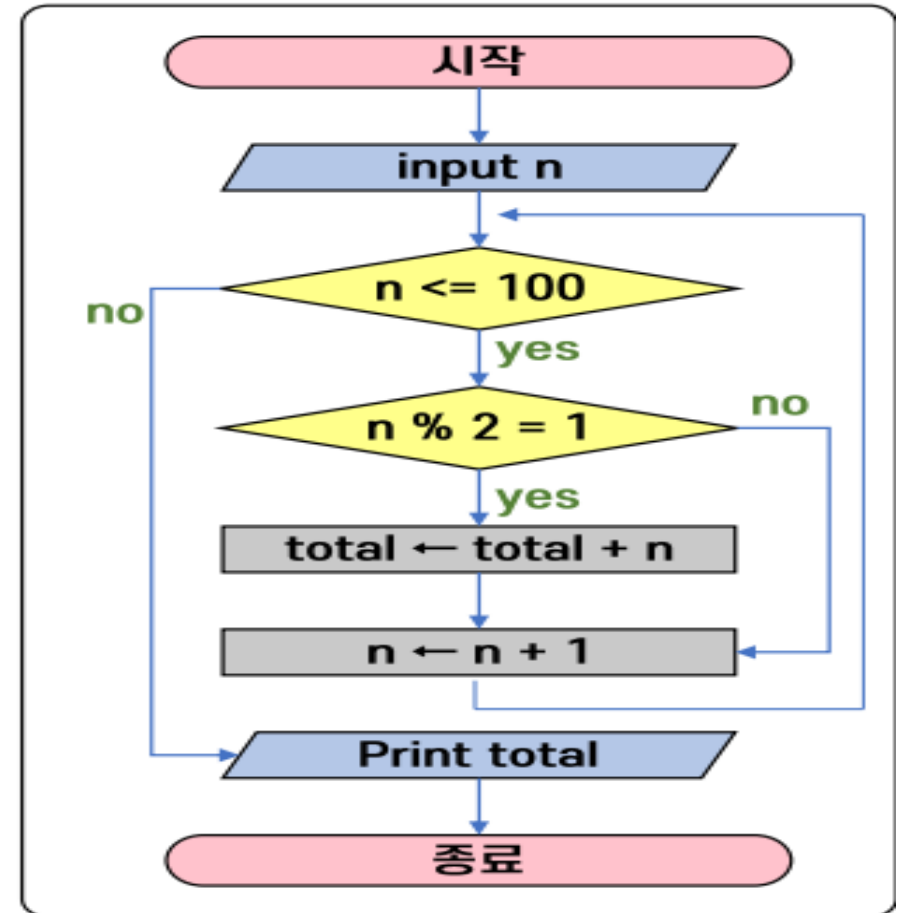 시작
input n
n <= 100
no
yes
n % 2 = 1
no
yes
total ← total + n
n ← n + 1
Print total
종료